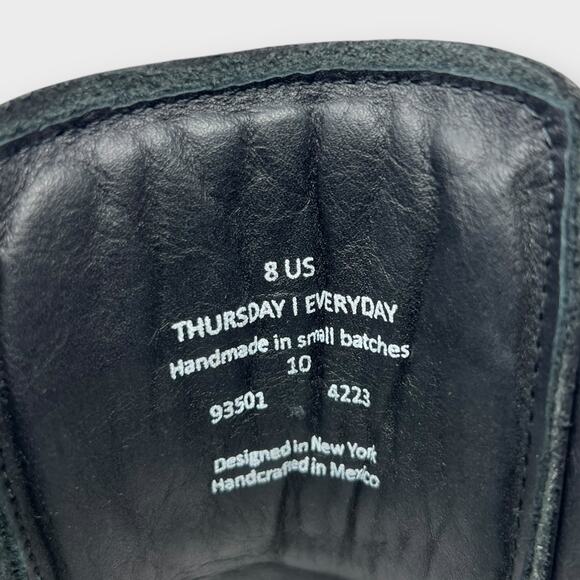 8 US
THURSDAY | EVERYDAY
Handmade in small batches
10
93501 4223
Designed in New York
Handcrafted in Mexico